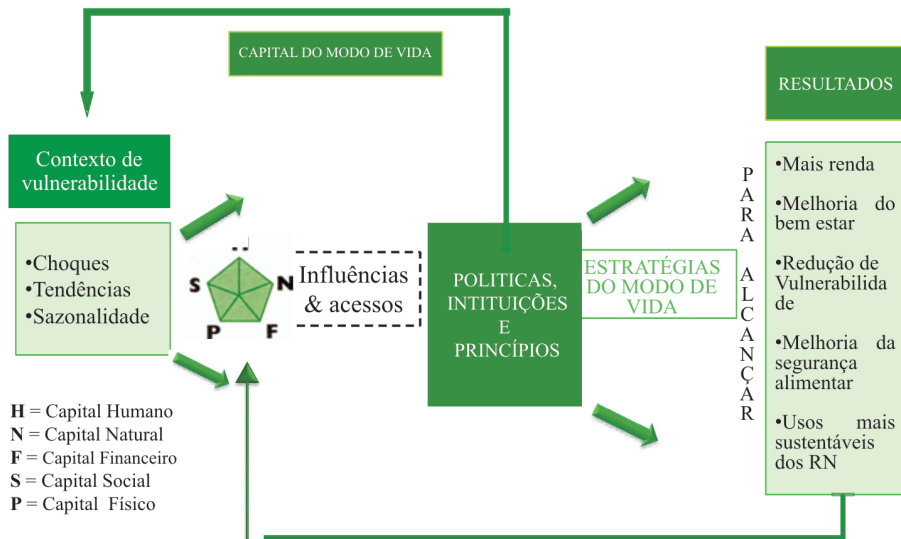 CAPITAL DO MODO DE VIDA
RESULTADOS
Contexto de
vulnerabilidade
•Choques
•Tendências
•Sazonalidade
H
S
N
P
F
Influências
& acessos
POLITICAS,
INTITUIÇÕES
E
PRINCÍPIOS
ESTRATÉGIAS
DO MODO DE
VIDA
PARA ALCANÇAR
•Mais renda
•Melhoria do
bem estar
•Redução de
Vulnerabilida
de
•Melhoria da
segurança
alimentar
•Usos mais
sustentáveis
dos RN
H = Capital Humano
N = Capital Natural
F = Capital Financeiro
S = Capital Social
P = Capital Físico